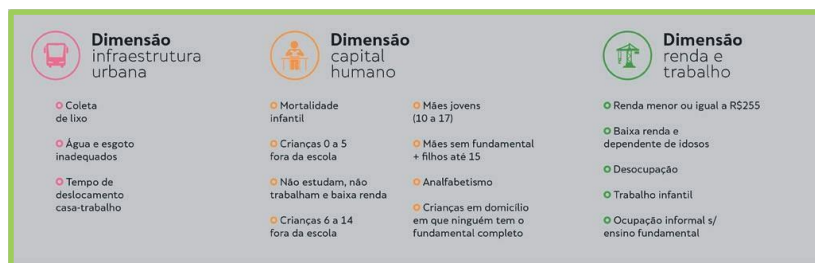 Dimensão
infraestrutura
urbana
Coleta
de lixo
Água e esgoto
inadequados
Tempo de
deslocamento
casa-trabalho
Dimensão
capital
humano
Mortalidade
infantil
Crianças 0 a 5
fora da escola
Não estudam, não
trabalham e baixa renda
Crianças 6 a 14
fora da escola
Mães jovens
(10 a 17)
Mães sem fundamental
+ filhos até 15
Analfabetismo
Crianças em domicílio
em que ninguém tem o
fundamental completo
Dimensão
renda e
trabalho
Renda menor ou igual a R$255
Baixa renda e
dependente de idosos
Desocupação
Trabalho infantil
Ocupação informal s/
ensino fundamental